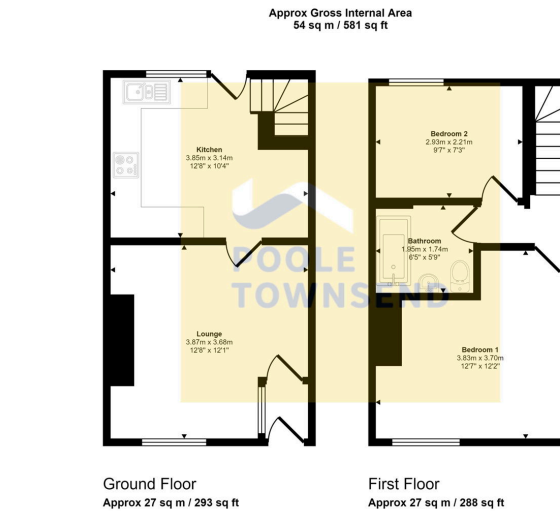 Approx Gross Internal Area
54 sq m / 581 sq ft
Kitchen
3.85m x 3.14m
12'8" x 10'4"
Lounge
3.87m x 3.68m
12'8" x 12'1"
Bedroom 2
2.93m x 2.21m
9'7" x 7'3"
Bathroom
1.95m x 1.74m
6'5" x 5'9"
Bedroom 1
3.83m x 3.70m
12'7" x 12'2"
POOLE
TOWNSEND
Ground Floor
Approx 27 sq m / 293 sq ft
First Floor
Approx 27 sq m / 288 sq ft